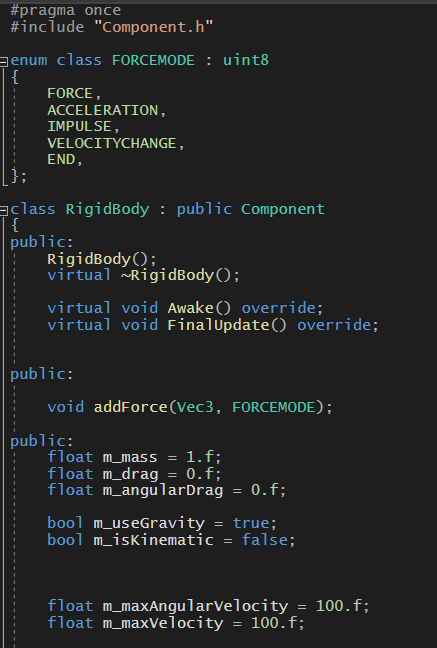 #pragma once
#include "Component.h"
enum class FORCEMODE : uint8
{
FORCE,
ACCELERATION,
IMPULSE,
VELOCITYCHANGE,
END,
};
class RigidBody : public Component
{
public:
RigidBody();
virtual ~RigidBody();
virtual void Awake() override;
virtual void FinalUpdate() override;
public:
void addForce(Vec3, FORCEMODE);
public:
float m_mass = 1.f;
float m_drag = 0.f;
float m_angularDrag = 0.f;
bool m_useGravity = true;
bool m_isKinematic = false;
float m_maxAngularVelocity = 100.f;
float m_maxVelocity = 100.f;